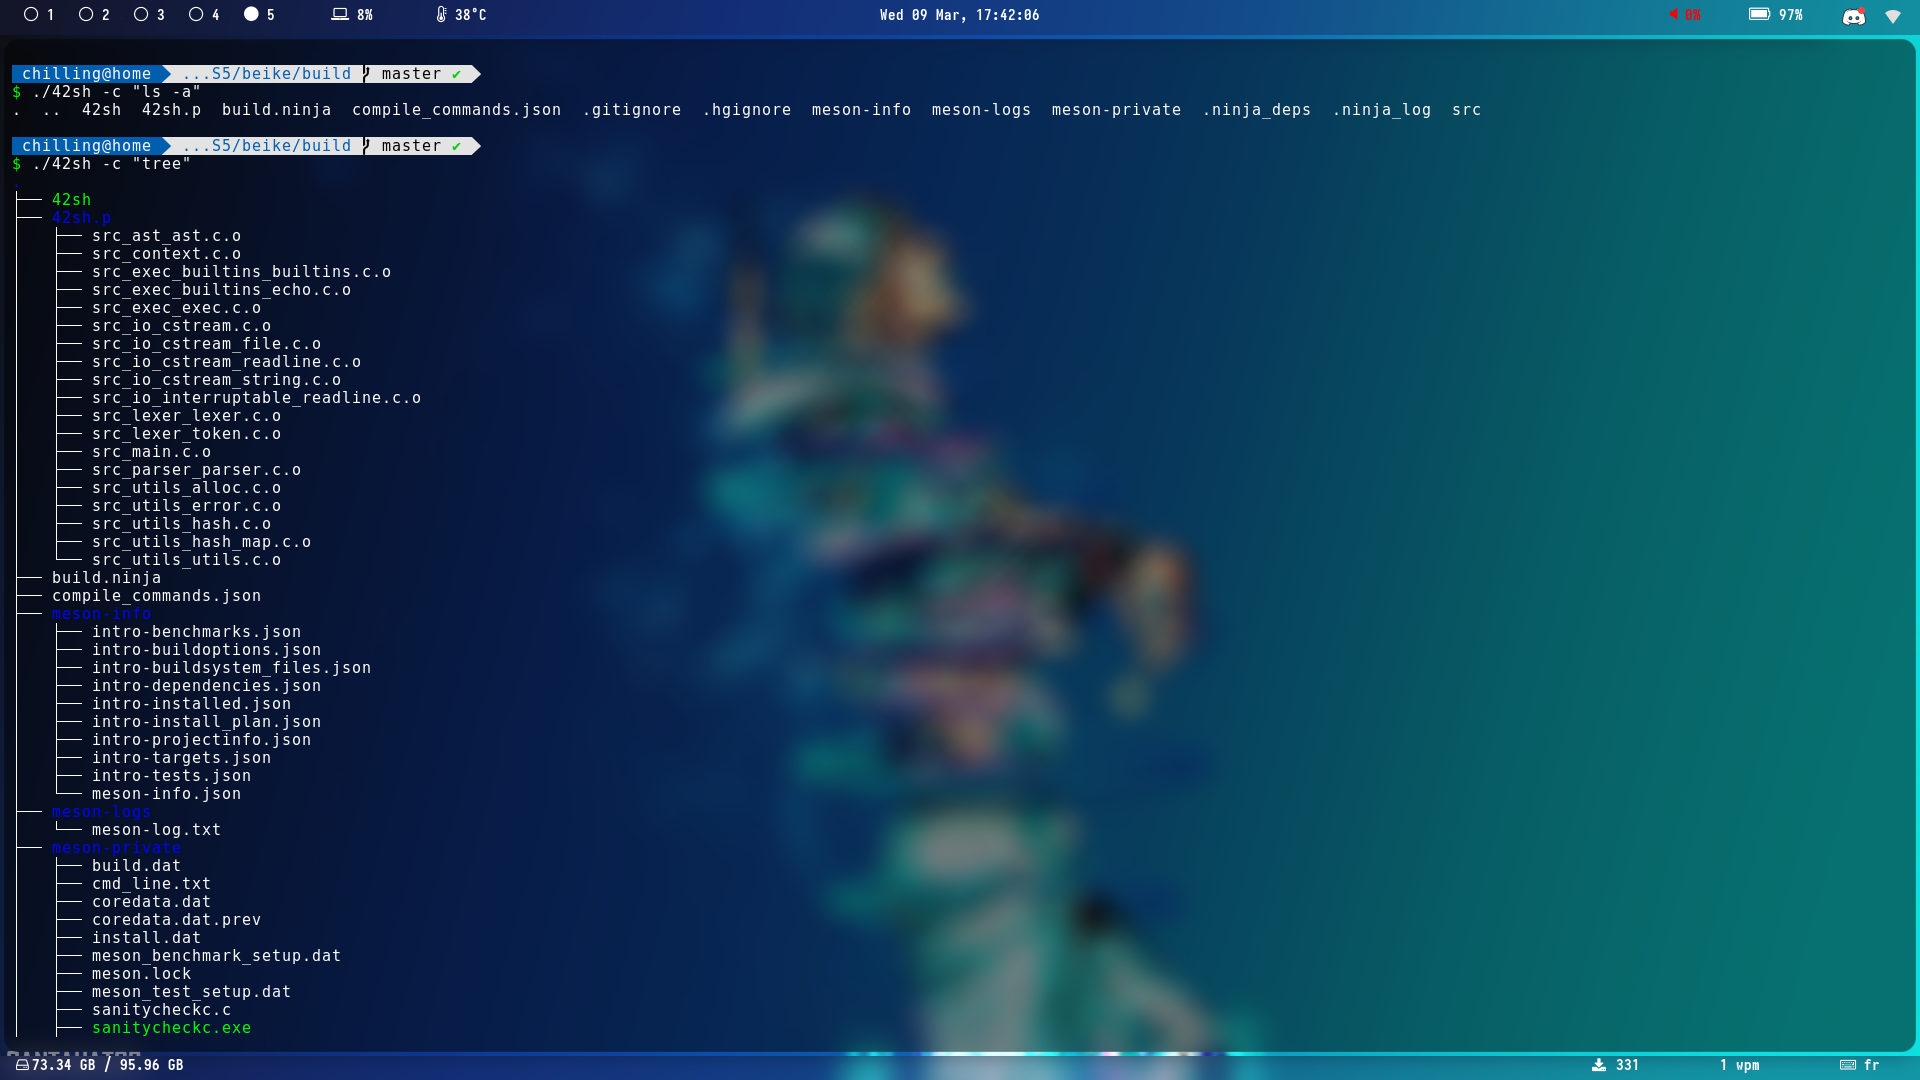 1 2 3 4 5 8% 38°C Wed 09 Mar, 17:42:06 0% 97%
chilling@home ...S5/beike/build master ✔
$ ./42sh -c "ls -a"
. .. 42sh 42sh.p build.ninja compile_commands.json .gitignore .hgignore meson-info meson-logs meson-private .ninja_deps .ninja_log src
chilling@home ...S5/beike/build master ✔
$ ./42sh -c "tree"
.
├── 42sh
├── 42sh.p
│   ├── src_ast_ast.c.o
│   ├── src_context.c.o
│   ├── src_exec_builtins_builtins.c.o
│   ├── src_exec_builtins_echo.c.o
│   ├── src_exec_exec.c.o
│   ├── src_io_cstream.c.o
│   ├── src_io_cstream_file.c.o
│   ├── src_io_cstream_readline.c.o
│   ├── src_io_cstream_string.c.o
│   ├── src_io_interruptable_readline.c.o
│   ├── src_lexer_lexer.c.o
│   ├── src_lexer_token.c.o
│   ├── src_main.c.o
│   ├── src_parser_parser.c.o
│   ├── src_utils_alloc.c.o
│   ├── src_utils_error.c.o
│   ├── src_utils_hash.c.o
│   ├── src_utils_hash_map.c.o
│   └── src_utils_utils.c.o
├── build.ninja
├── compile_commands.json
├── meson-info
│   ├── intro-benchmarks.json
│   ├── intro-buildoptions.json
│   ├── intro-buildsystem_files.json
│   ├── intro-dependencies.json
│   ├── intro-installed.json
│   ├── intro-install_plan.json
│   ├── intro-projectinfo.json
│   ├── intro-targets.json
│   ├── intro-tests.json
│   └── meson-info.json
├── meson-logs
│   └── meson-log.txt
├── meson-private
│   ├── build.dat
│   ├── cmd_line.txt
│   ├── coredata.dat
│   ├── coredata.dat.prev
│   ├── install.dat
│   ├── meson_benchmark_setup.dat
│   ├── meson.lock
│   ├── meson_test_setup.dat
│   ├── sanitycheckc.c
│   ├── sanitycheckc.exe
73.34 GB / 95.96 GB 331 1 wpm fr